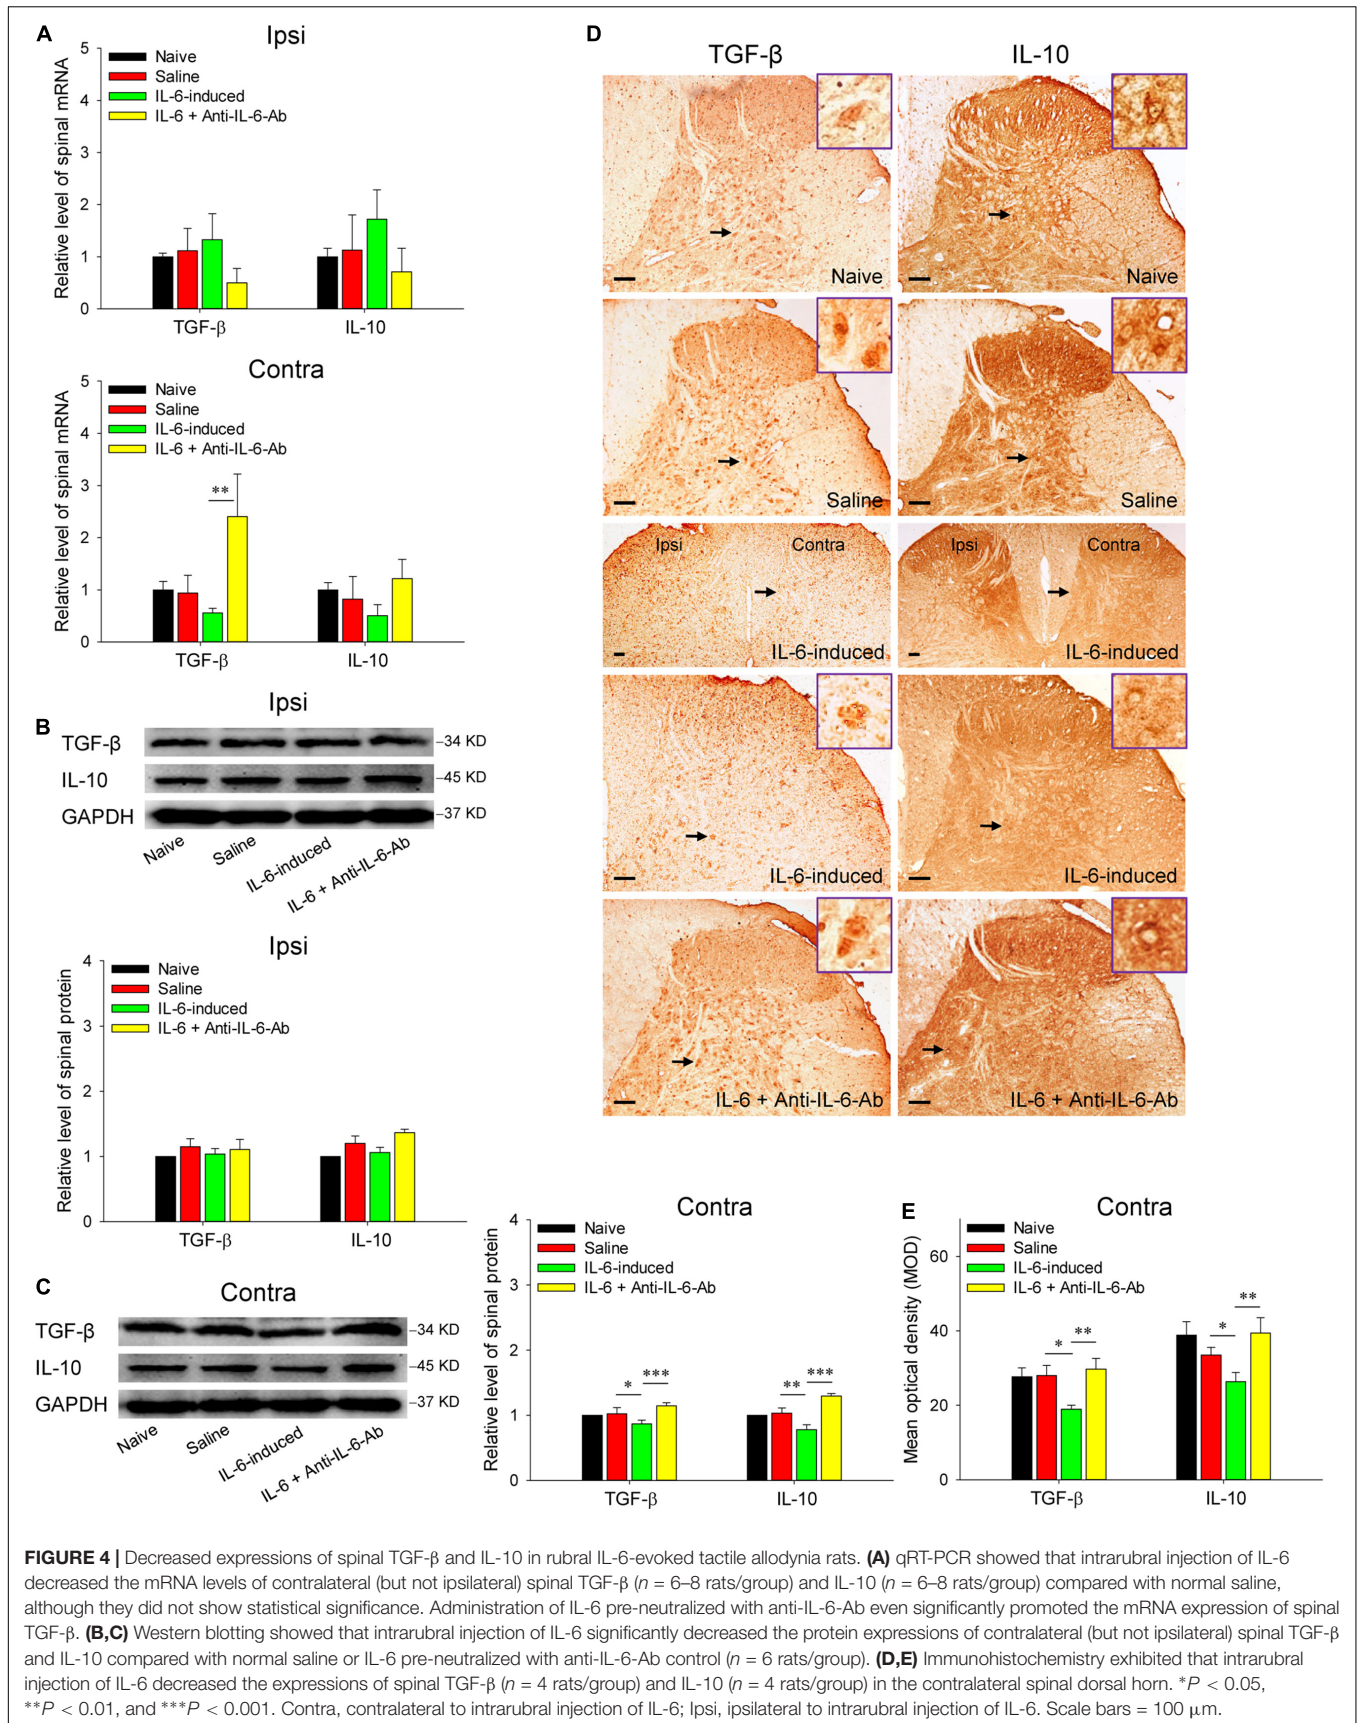 A
Ipsi
Relative level of spinal mRNA
5
4
3
2
1
0
Naive
Saline
IL-6-induced
IL-6 + Anti-IL-6-Ab
TGF-β
IL-10
Contra
Relative level of spinal mRNA
5
4
3
2
1
0
Naive
Saline
IL-6-induced
IL-6 + Anti-IL-6-Ab
**
TGF-β
IL-10
B
Ipsi
TGF-β
–34 KD
IL-10
–45 KD
GAPDH
–37 KD
Naive
Saline
IL-6-induced
IL-6 + Anti-IL-6-Ab
Ipsi
Relative level of spinal protein
4
3
2
1
0
Naive
Saline
IL-6-induced
IL-6 + Anti-IL-6-Ab
TGF-β
IL-10
C
Contra
TGF-β
–34 KD
IL-10
–45 KD
GAPDH
–37 KD
Naive
Saline
IL-6-induced
IL-6 + Anti-IL-6-Ab
Contra
Relative level of spinal protein
4
3
2
1
0
Naive
Saline
IL-6-induced
IL-6 + Anti-IL-6-Ab
* ***
** ***
TGF-β
IL-10
D
TGF-β
IL-10
Naive
Naive
Saline
Saline
Ipsi
Contra
IL-6-induced
Ipsi
Contra
IL-6-induced
IL-6-induced
IL-6-induced
IL-6 + Anti-IL-6-Ab
IL-6 + Anti-IL-6-Ab
E
Contra
Mean optical density (MOD)
60
40
20
0
Naive
Saline
IL-6-induced
IL-6 + Anti-IL-6-Ab
* **
* **
TGF-β
IL-10
FIGURE 4 | Decreased expressions of spinal TGF-β and IL-10 in rubral IL-6-evoked tactile allodynia rats. (A) qRT-PCR showed that intrarubral injection of IL-6
decreased the mRNA levels of contralateral (but not ipsilateral) spinal TGF-β (n = 6–8 rats/group) and IL-10 (n = 6–8 rats/group) compared with normal saline,
although they did not show statistical significance. Administration of IL-6 pre-neutralized with anti-IL-6-Ab even significantly promoted the mRNA expression of spinal
TGF-β. (B,C) Western blotting showed that intrarubral injection of IL-6 significantly decreased the protein expressions of contralateral (but not ipsilateral) spinal TGF-β
and IL-10 compared with normal saline or IL-6 pre-neutralized with anti-IL-6-Ab control (n = 6 rats/group). (D,E) Immunohistochemistry exhibited that intrarubral
injection of IL-6 decreased the expressions of spinal TGF-β (n = 4 rats/group) and IL-10 (n = 4 rats/group) in the contralateral spinal dorsal horn. *P < 0.05,
**P < 0.01, and ***P < 0.001. Contra, contralateral to intrarubral injection of IL-6; Ipsi, ipsilateral to intrarubral injection of IL-6. Scale bars = 100 μm.